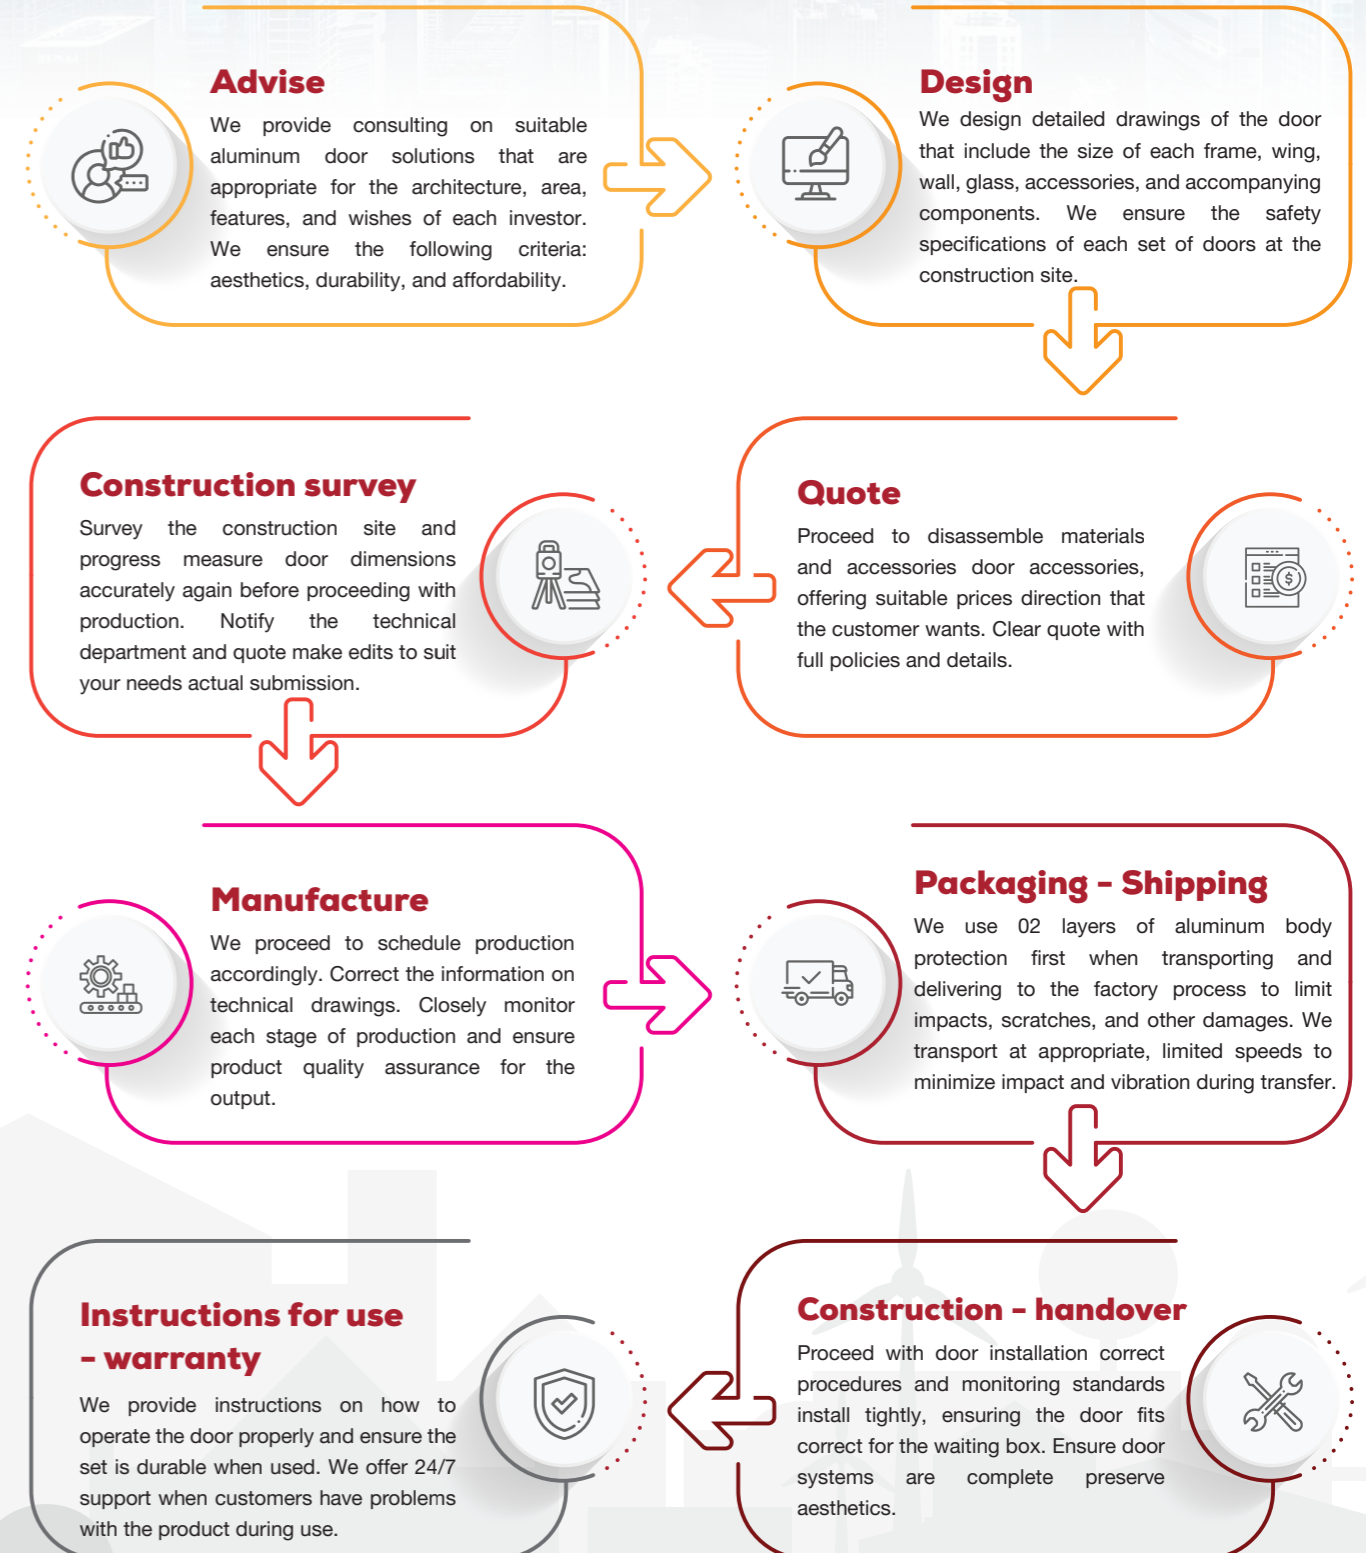 Advise
We provide consulting on suitable
aluminum door solutions that are
appropriate for the architecture, area,
features, and wishes of each investor.
We ensure the following criteria:
aesthetics, durability, and affordability.
Design
We design detailed drawings of the door
that include the size of each frame, wing,
wall, glass, accessories, and accompanying
components. We ensure the safety
specifications of each set of doors at the
construction site.
Quote
Proceed to disassemble materials
and accessories door accessories,
offering suitable prices direction that
the customer wants. Clear quote with
full policies and details.
Construction survey
Survey the construction site and
progress measure door dimensions
accurately again before proceeding with
production. Notify the technical
department and quote make edits to suit
your needs actual submission.
Manufacture
We proceed to schedule production
accordingly. Correct the information on
technical drawings. Closely monitor
each stage of production and ensure
product quality assurance for the
output.
Packaging - Shipping
We use 02 layers of aluminum body
protection first when transporting and
delivering to the factory process to limit
impacts, scratches, and other damages. We
transport at appropriate, limited speeds to
minimize impact and vibration during transfer.
Construction - handover
Proceed with door installation correct
procedures and monitoring standards
install tightly, ensuring the door fits
correct for the waiting box. Ensure door
systems are complete preserve
aesthetics.
Instructions for use
- warranty
We provide instructions on how to
operate the door properly and ensure the
set is durable when used. We offer 24/7
support when customers have problems
with the product during use.